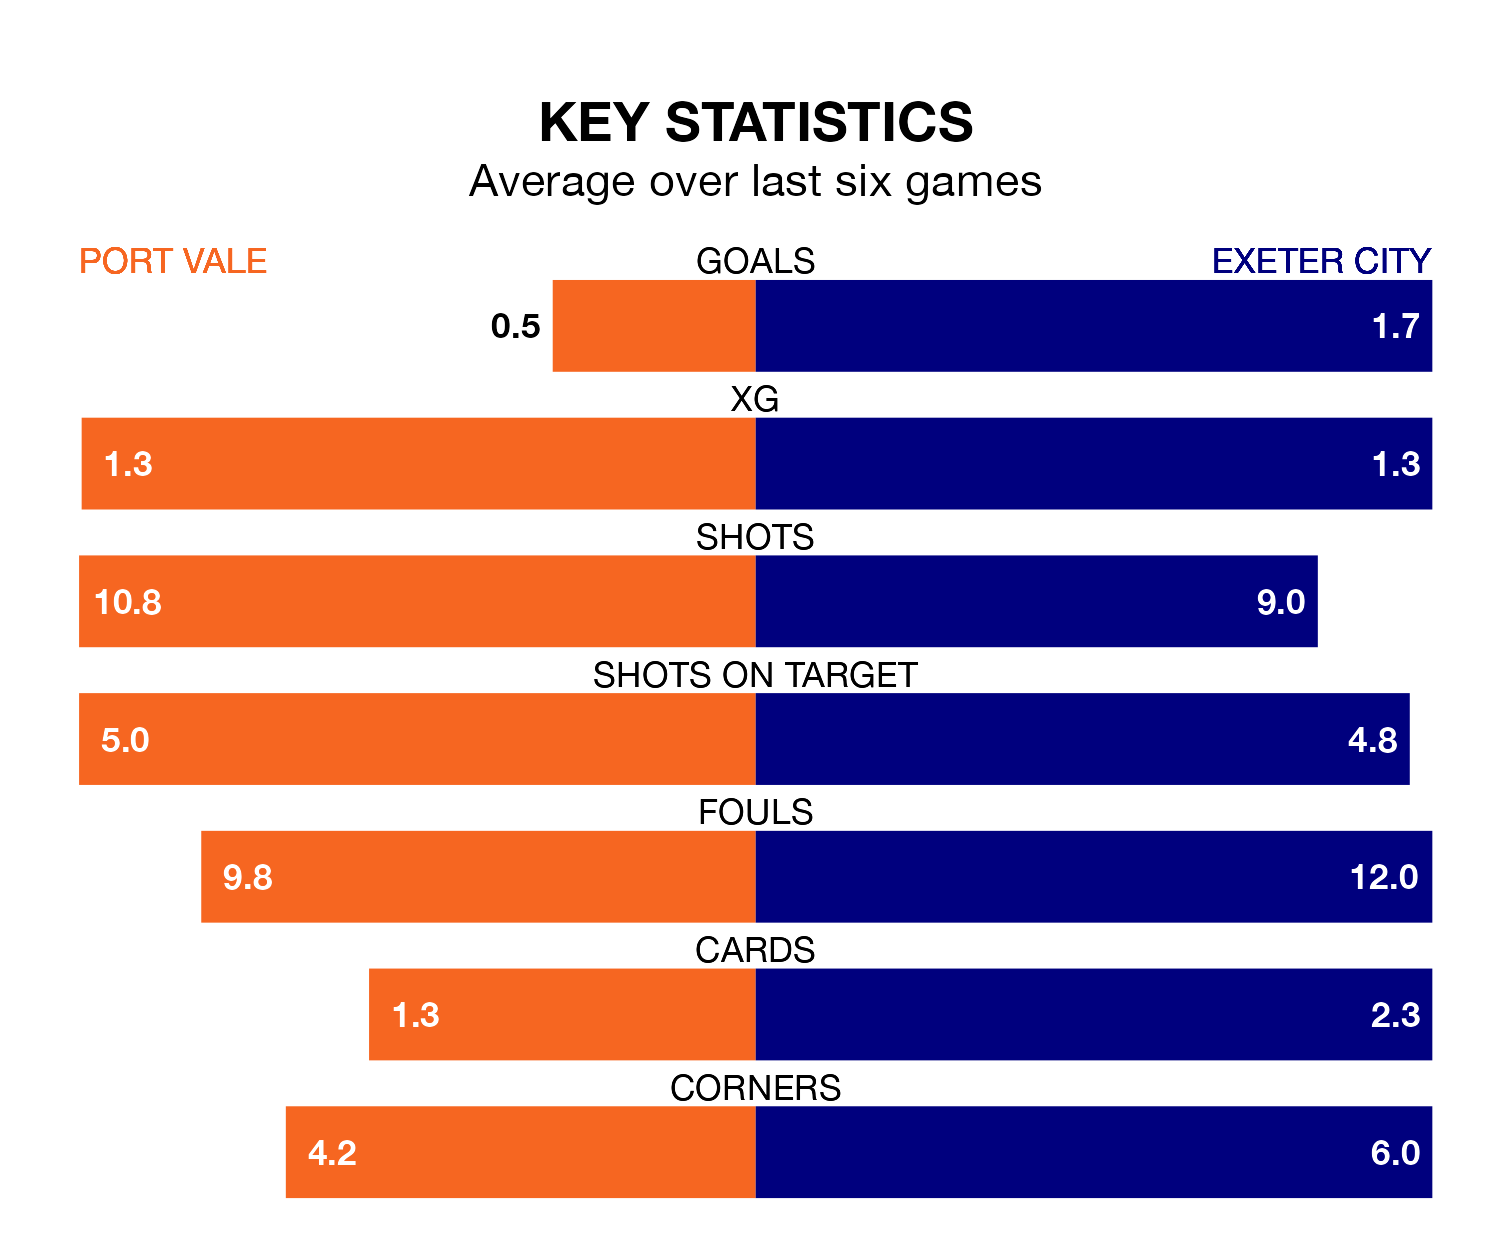 KEY STATISTICS
Average over last six games
PORT VALE GOALS EXETER CITY
0.5 1.7
XG
1.3 1.3
SHOTS
10.8 9.0
SHOTS ON TARGET
5.0 4.8
FOULS
9.8 12.0
CARDS
1.3 2.3
CORNERS
4.2 6.0